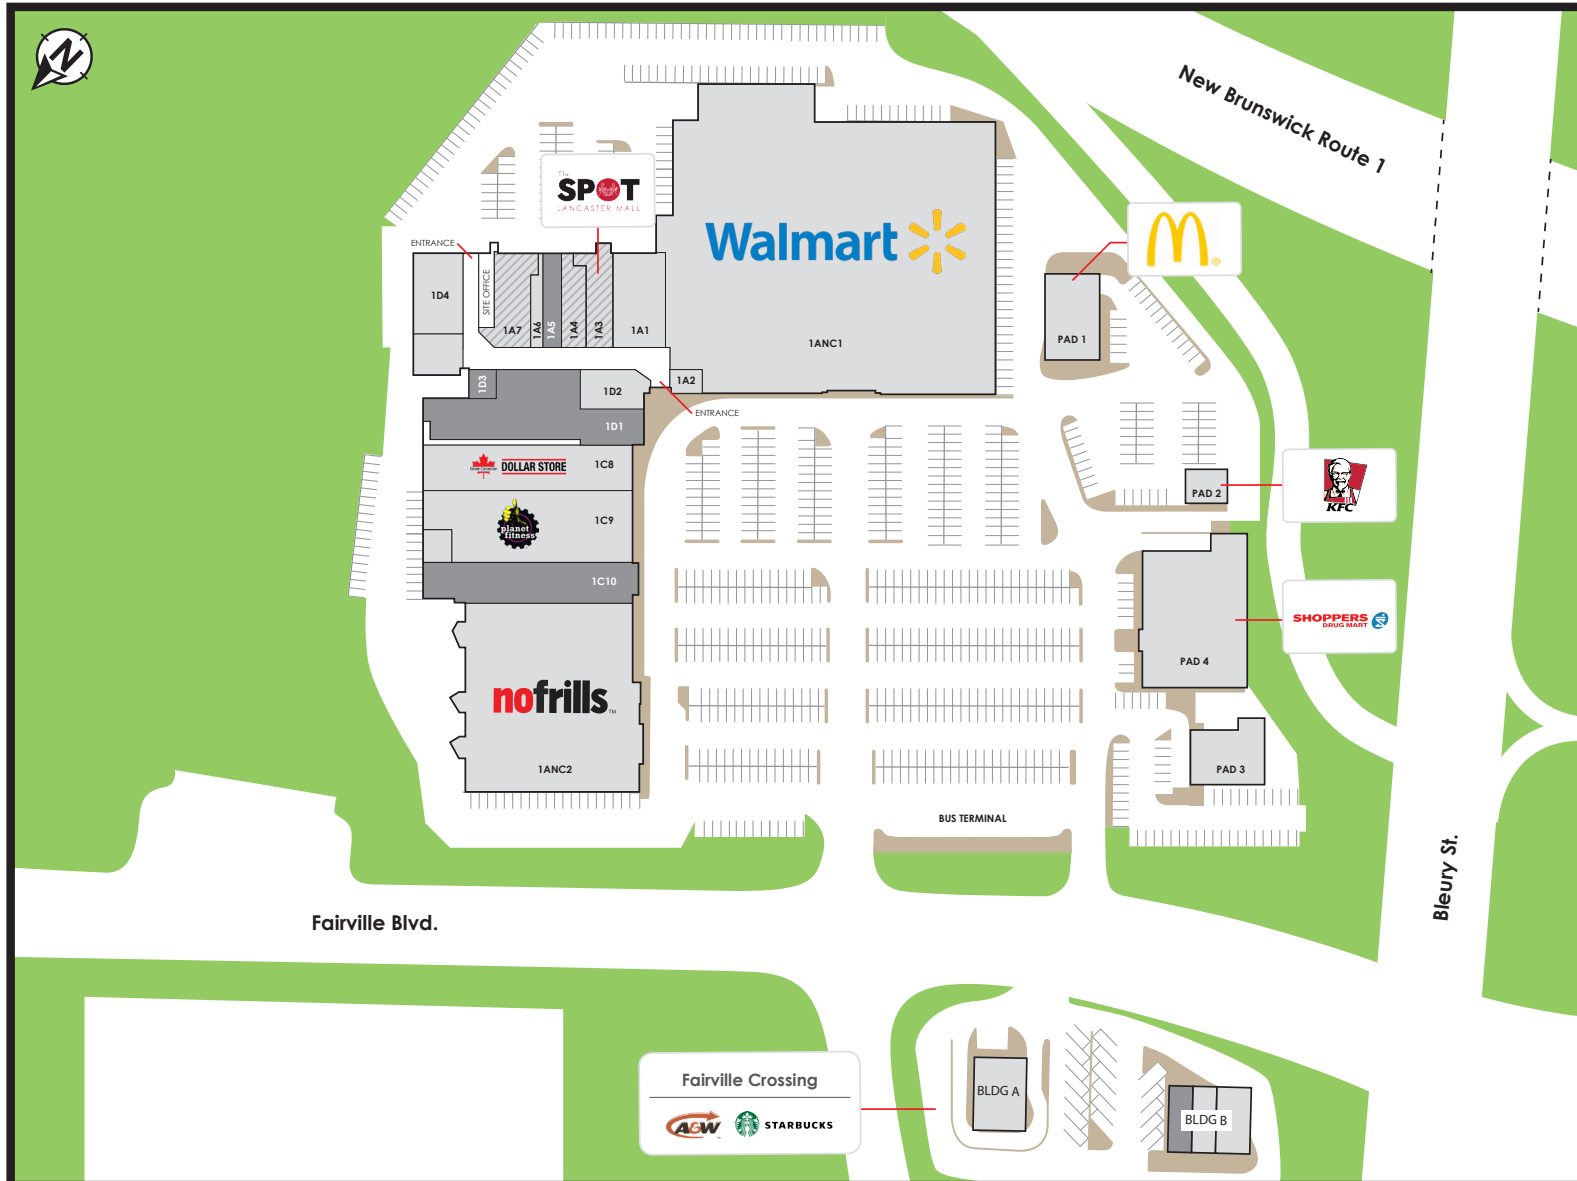 N
New Brunswick Route 1
The
SPOT
LANCASTER MALL
Walmart
ENTRANCE
1D4
SITE OFFICE
1A7
1A6
1A5
1A4
1A3
1A1
1ANC1
PAD 1
1D3
1D2
1A2
ENTRANCE
1D1
DOLLAR STORE
1C8
PAD 2
KFC
planet
fitness
1C9
1C10
SHOPPERS
DRUG MART
PAD 4
nofrills™
1ANC2
PAD 3
BUS TERMINAL
Bleury St.
Fairville Blvd.
Fairville Crossing
A&W
STARBUCKS
BLDG A
BLDG B